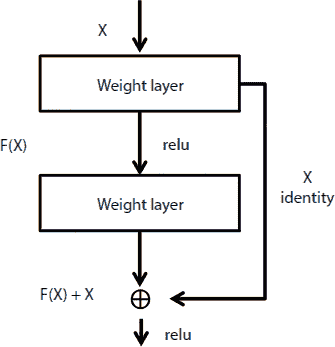 X
Weight layer
F(X)
relu
X
identity
Weight layer
F(X) + X
relu